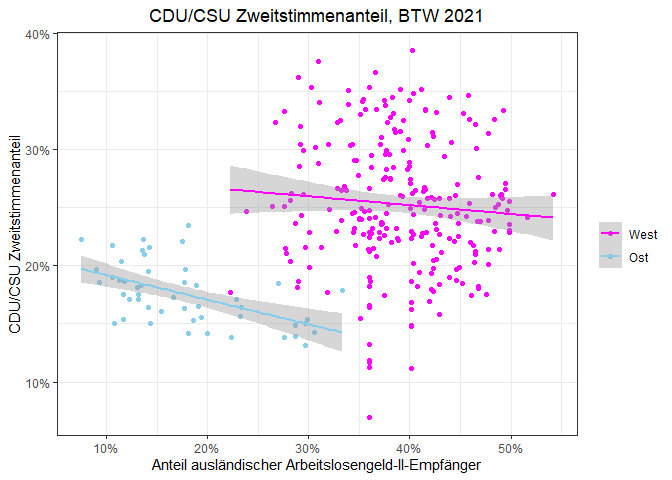 CDU/CSU Zweitstimmenanteil, BTW 2021
CDU/CSU Zweitstimmenanteil
40%
30%
20%
10%
10%
20%
30%
40%
50%
Anteil ausländischer Arbeitslosengeld-II-Empfänger
West
Ost